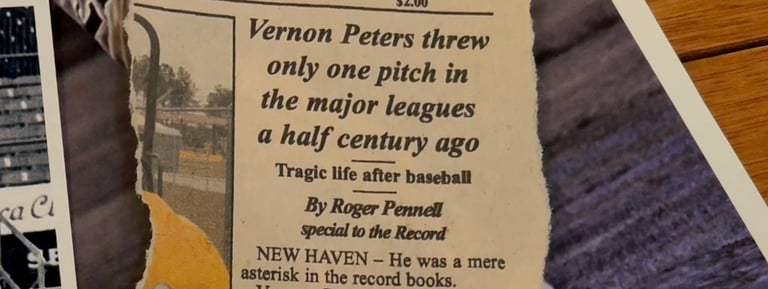 $2.00
Vernon Peters threw
only one pitch in
the major leagues
a half century ago
Tragic life after baseball
By Roger Pennell
special to the Record
NEW HAVEN – He was a mere
asterisk in the record books.